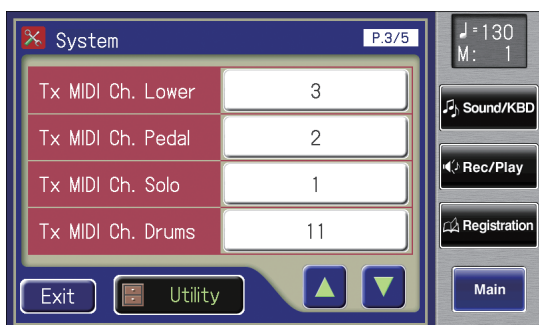 System
P.3/5
Tx MIDI Ch. Lower 3
Tx MIDI Ch. Pedal 2
Tx MIDI Ch. Solo 1
Tx MIDI Ch. Drums 11
Exit
Utility
♩=130
M: 1
Sound/KBD
Rec/Play
Registration
Main